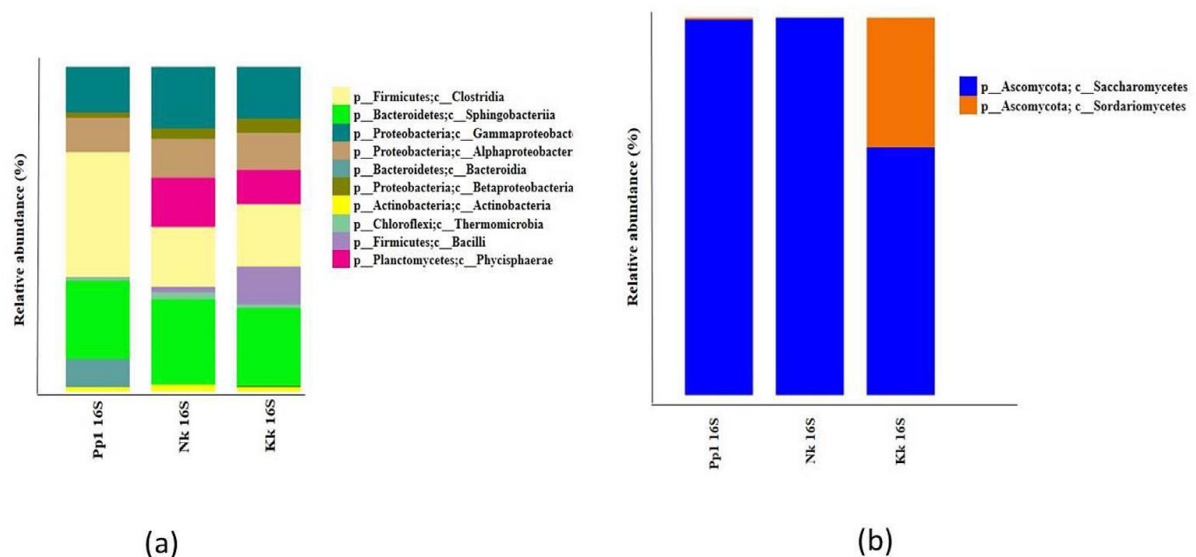 Relative abundance (%)
Pp1 16S
Nk 16S
Kk 16S
p__Firmicutes;c__Clostridia
p__Bacteroidetes;c__Sphingobacteriia
p__Proteobacteria;c__Gammaproteobacte
p__Proteobacteria;c__Alphaproteobacter
p__Bacteroidetes;c__Bacteroidia
p__Proteobacteria;c__Betaproteobacteria
p__Actinobacteria;c__Actinobacteria
p__Chloroflexi;c__Thermomicrobia
p__Firmicutes;c__Bacilli
p__Planctomycetes;c__Phycisphaerae
(a)
Relative abundance (%)
Pp1 16S
Nk 16S
Kk 16S
p__Ascomycota; c__Saccharomycetes
p__Ascomycota; c__Sordariomycetes
(b)